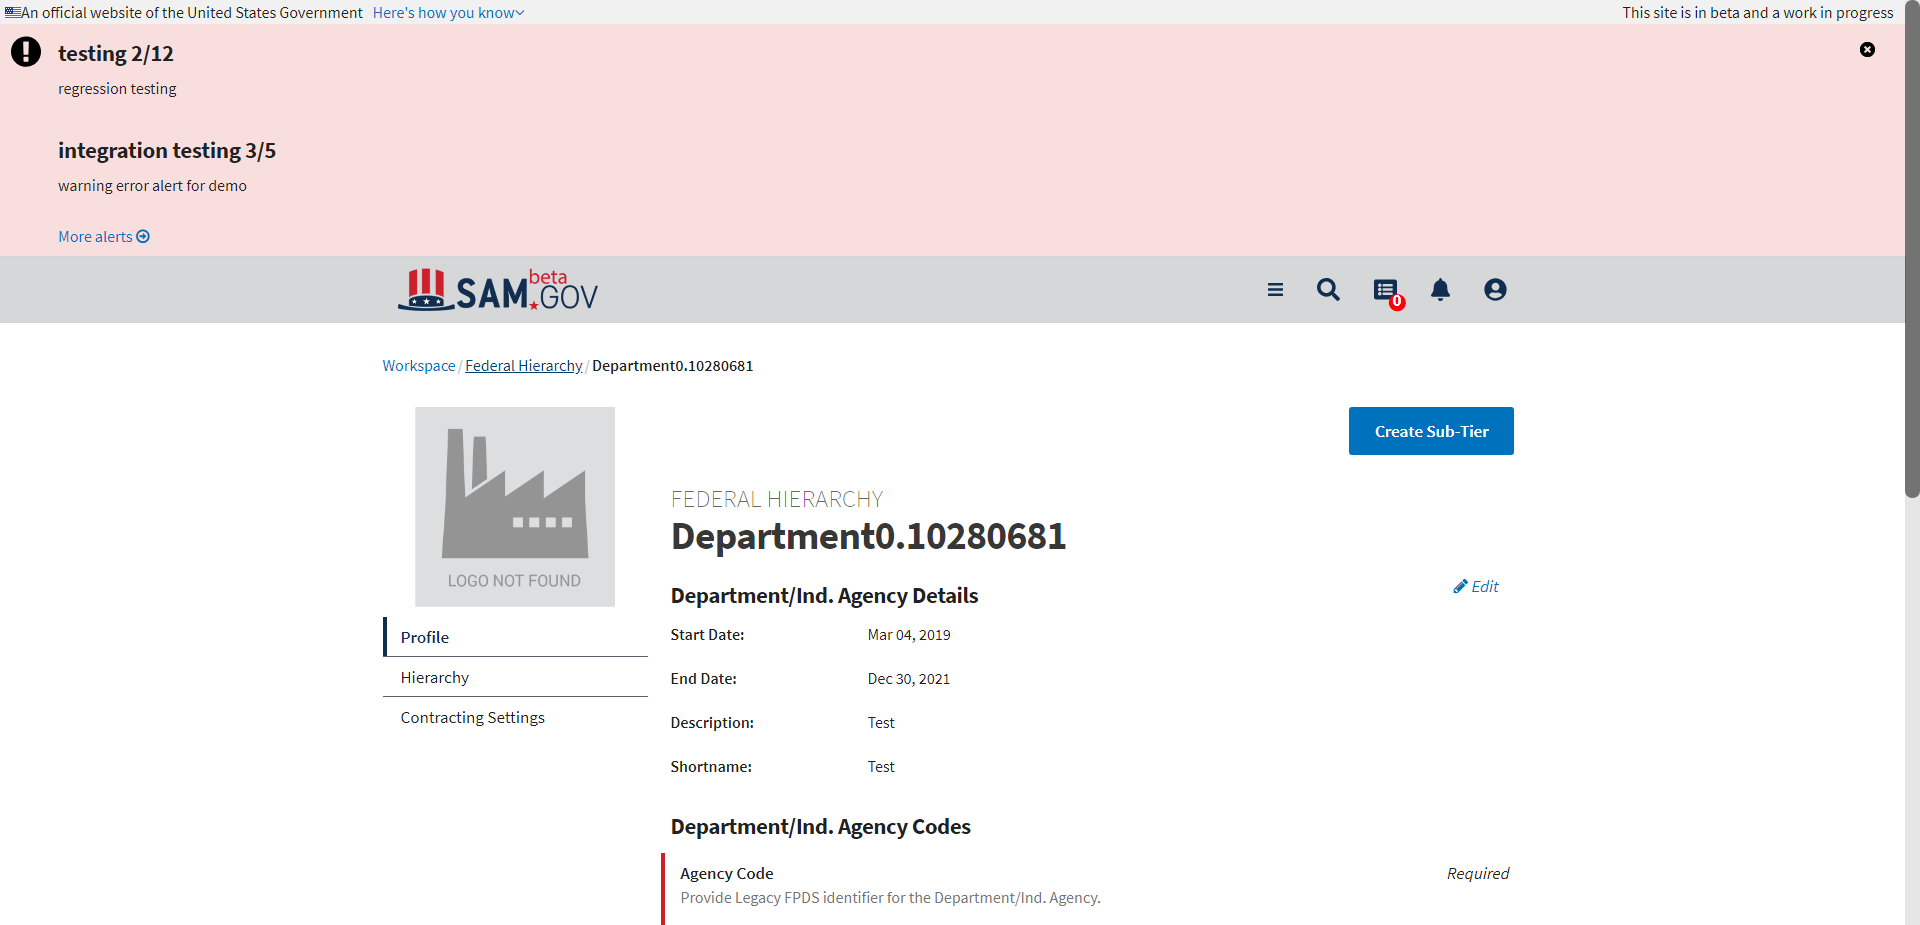 An official website of the United States Government Here's how you know
This site is in beta and a work in progress
testing 2/12
regression testing
integration testing 3/5
warning error alert for demo
More alerts
SAM.GOV beta
0
Workspace / Federal Hierarchy / Department0.10280681
LOGO NOT FOUND
Create Sub-Tier
Profile
Hierarchy
Contracting Settings
FEDERAL HIERARCHY
Department0.10280681
Department/Ind. Agency Details
Edit
Start Date: Mar 04, 2019
End Date: Dec 30, 2021
Description: Test
Shortname: Test
Department/Ind. Agency Codes
Agency Code Required
Provide Legacy FPDS identifier for the Department/Ind. Agency.